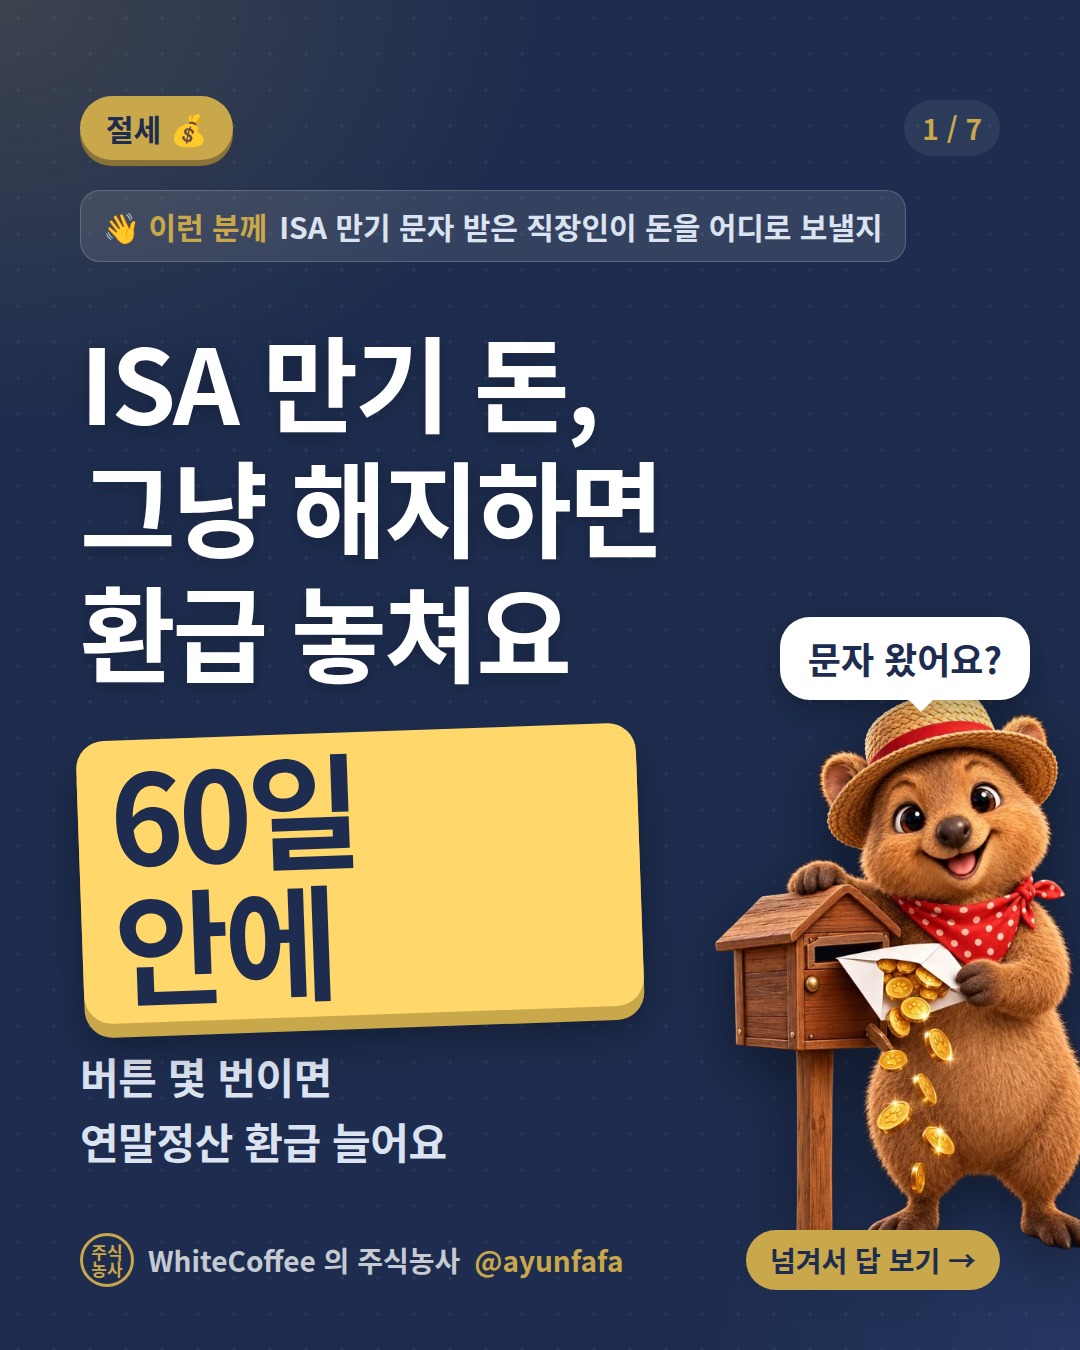 절세 💰
1 / 7
👋 이런 분께 ISA 만기 문자 받은 직장인이 돈을 어디로 보낼지
ISA 만기 돈,
그냥 해지하면
환급 놓쳐요
문자 왔어요?
60일
안에
버튼 몇 번이면
연말정산 환급 늘어요
주식
농사
WhiteCoffee 의 주식농사 @ayunfafa
넘겨서 답 보기 →